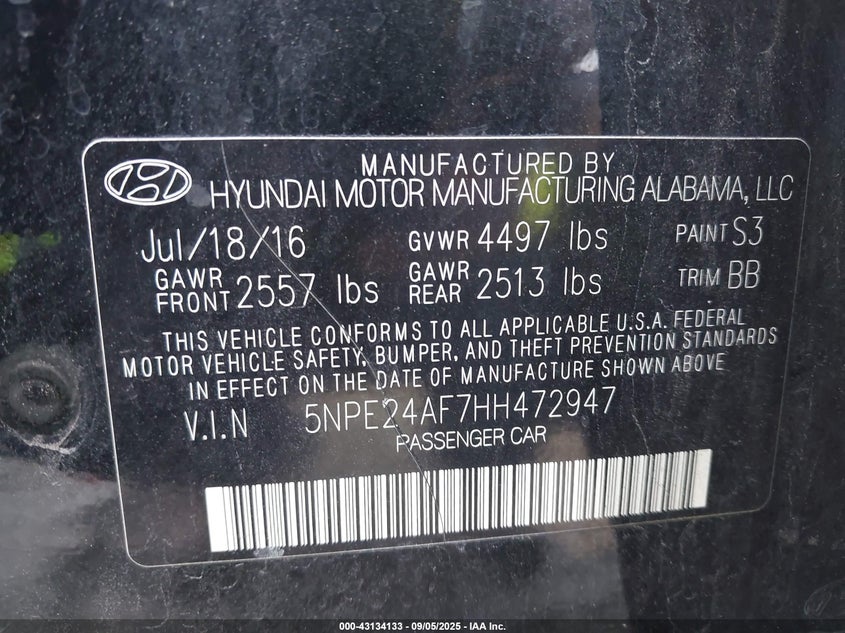 MANUFACTURED BY
HYUNDAI MOTOR MANUFACTURING ALABAMA, LLC
Jul/18/16 GVWR 4497 lbs PAINT S3
GAWR FRONT 2557 lbs GAWR REAR 2513 lbs TRIM BB
THIS VEHICLE CONFORMS TO ALL APPLICABLE U.S.A. FEDERAL
MOTOR VEHICLE SAFETY, BUMPER, AND THEFT PREVENTION STANDARDS
IN EFFECT ON THE DATE OF MANUFACTURE SHOWN ABOVE
V.I.N 5NPE24AF7HH472947
PASSENGER CAR
000-43134133 - 09/05/2025 - IAA Inc.